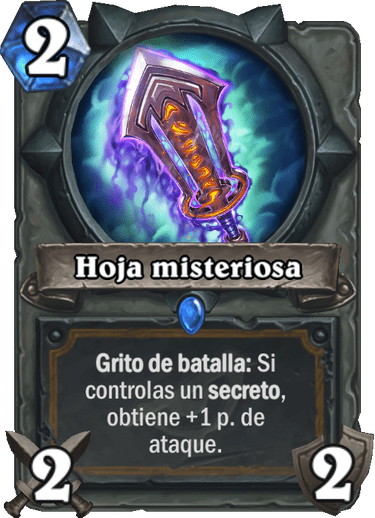 2
Hoja misteriosa
Grito de batalla: Si
controlas un secreto,
obtiene +1 p. de
ataque.
2
2